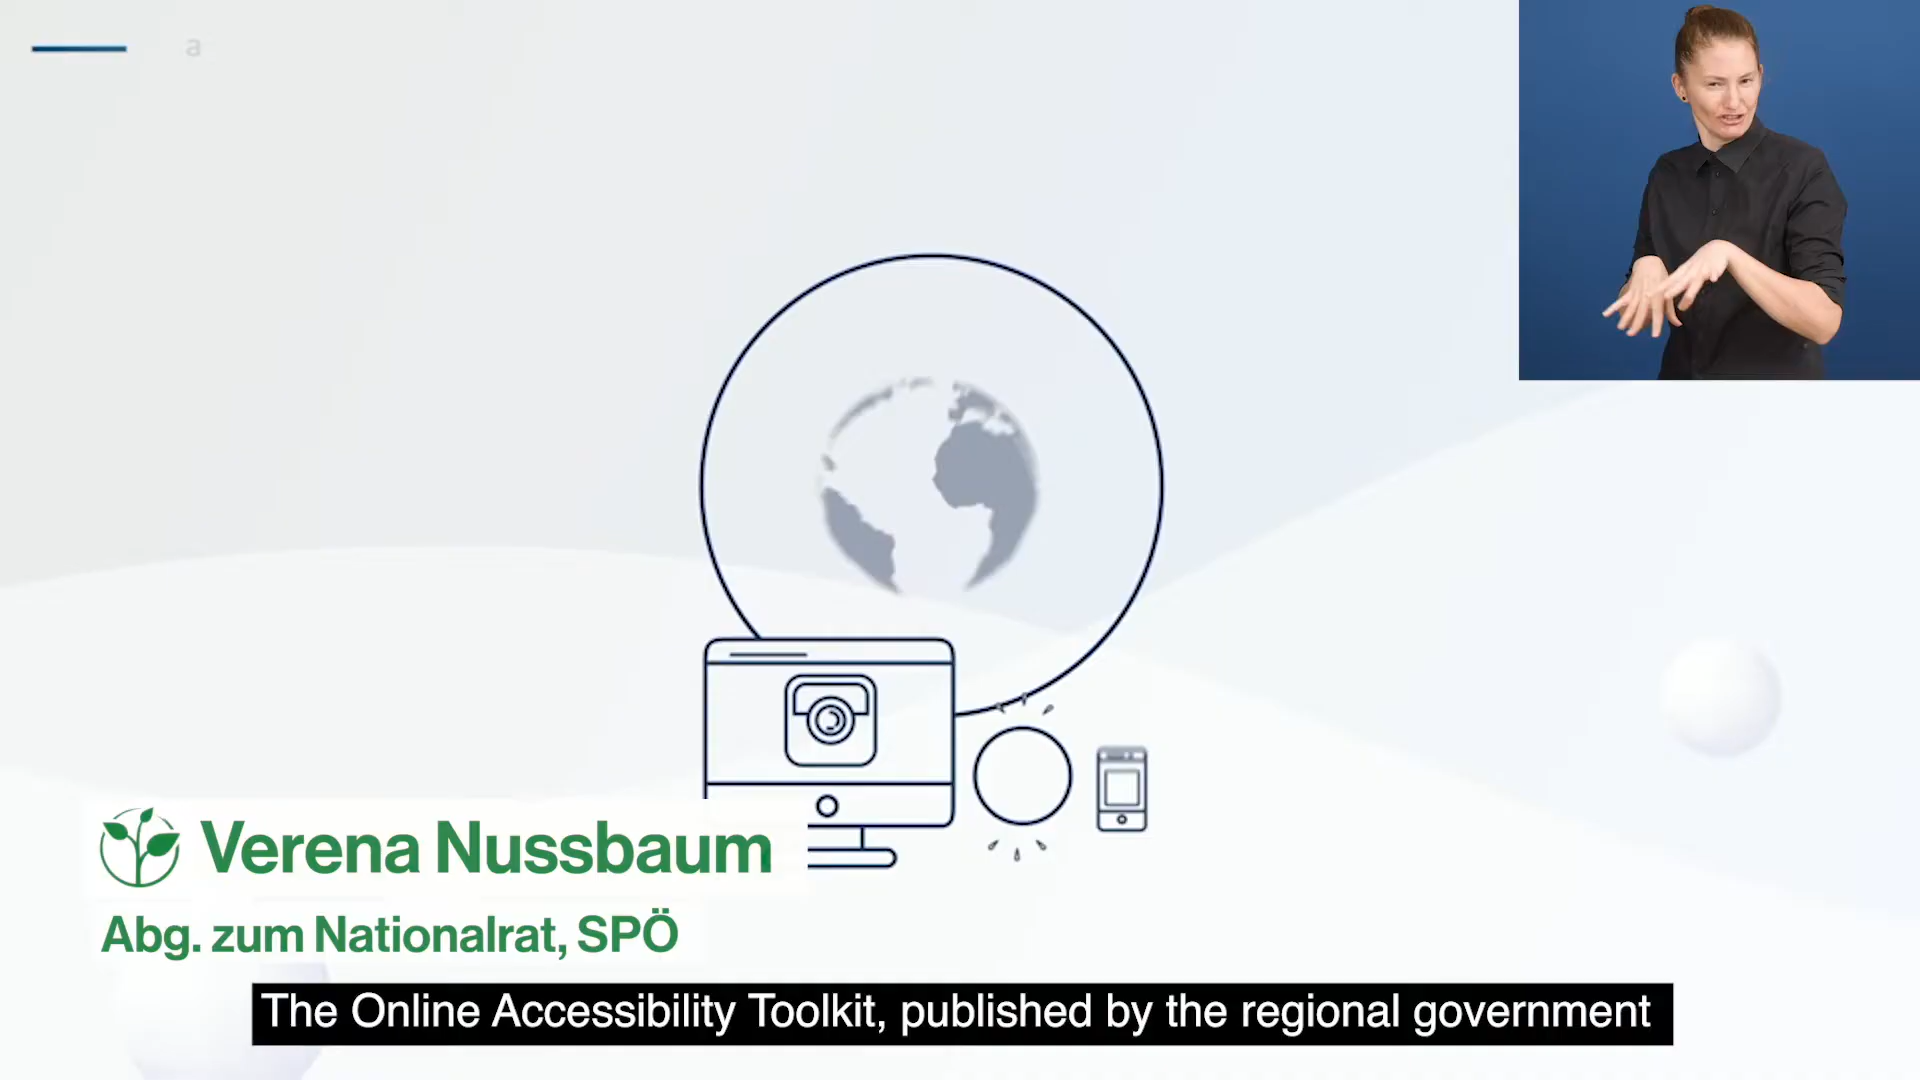 a
Verena Nussbaum
Abg. zum Nationalrat, SPÖ
The Online Accessibility Toolkit, published by the regional government